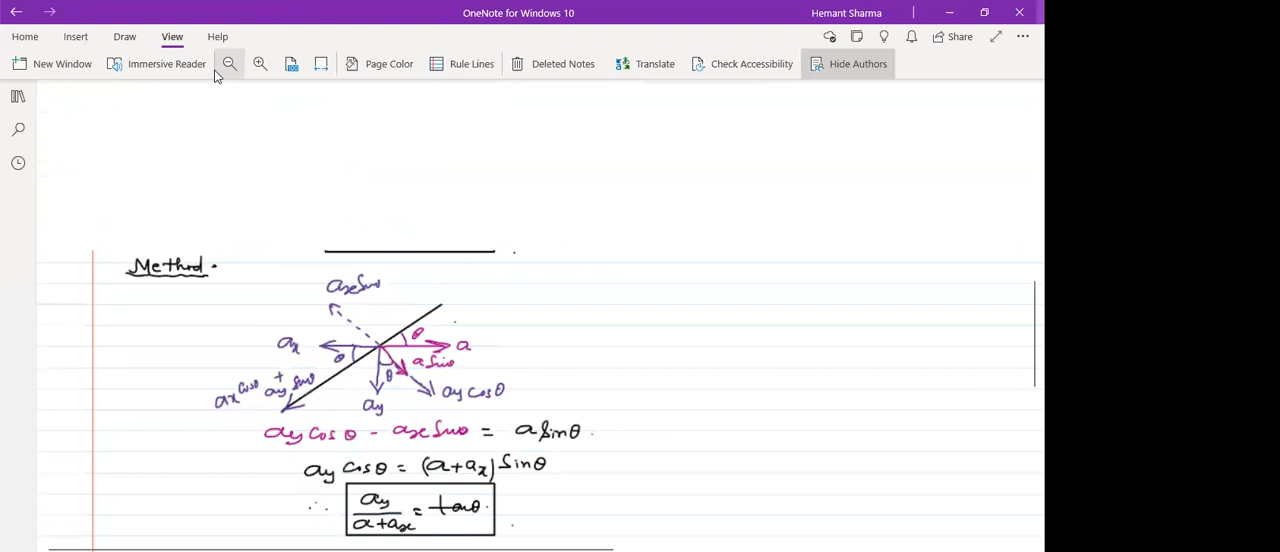 OneNote for Windows 10
Hemant Sharma
Home Insert Draw View Help
Share
New Window Immersive Reader Page Color Rule Lines Deleted Notes Translate Check Accessibility Hide Authors
Method.
ax sinθ
θ
ax a
θ a sinθ
θ
ax cosθ + ay sinθ ay cosθ
ay
ay cosθ - ax sinθ = a sinθ.
ay cosθ = (a+ax) sinθ
∴ ay/(a+ax) = tanθ.